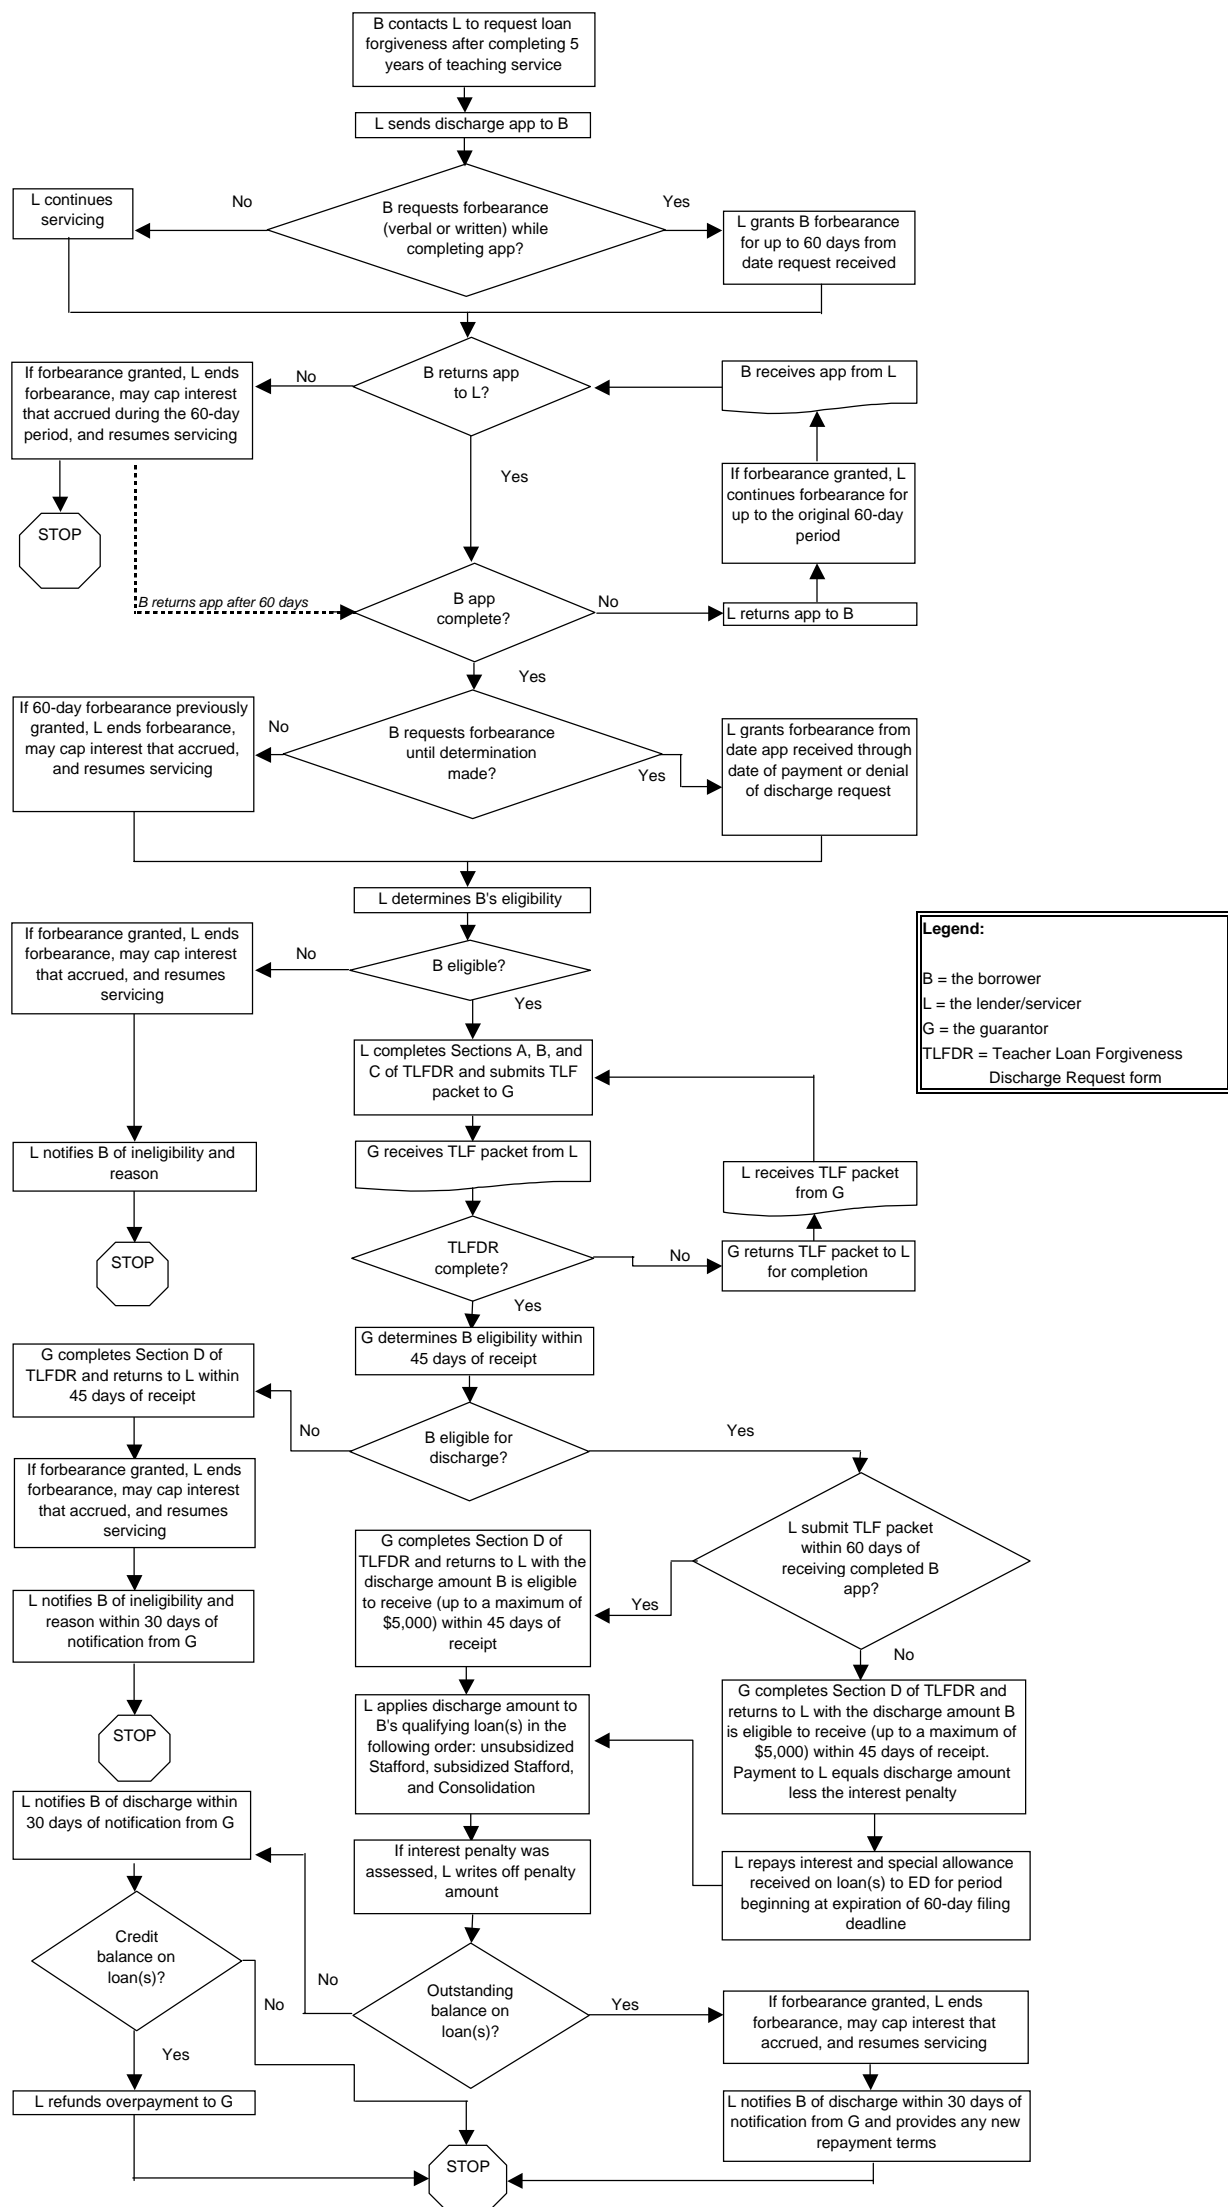 B contacts L to request loan
forgiveness after completing 5
years of teaching service
L sends discharge app to B
B requests forbearance
(verbal or written) while
completing app?
No
Yes
L continues
servicing
L grants B forbearance
for up to 60 days from
date request received
B returns app
to L?
No
Yes
If forbearance granted, L ends
forbearance, may cap interest
that accrued during the 60-day
period, and resumes servicing
STOP
B receives app from L
If forbearance granted, L
continues forbearance for
up to the original 60-day
period
B returns app after 60 days
B app
complete?
No
L returns app to B
Yes
If 60-day forbearance previously
granted, L ends forbearance,
may cap interest that accrued,
and resumes servicing
No
B requests forbearance
until determination
made?
Yes
L grants forbearance from
date app received through
date of payment or denial
of discharge request
L determines B's eligibility
If forbearance granted, L ends
forbearance, may cap interest
that accrued, and resumes
servicing
No
B eligible?
Yes
Legend:
B = the borrower
L = the lender/servicer
G = the guarantor
TLFDR = Teacher Loan Forgiveness
Discharge Request form
L completes Sections A, B, and
C of TLFDR and submits TLF
packet to G
L notifies B of ineligibility and
reason
STOP
G receives TLF packet from L
L receives TLF packet
from G
TLFDR
complete?
No
G returns TLF packet to L
for completion
Yes
G determines B eligibility within
45 days of receipt
G completes Section D of
TLFDR and returns to L within
45 days of receipt
No
B eligible for
discharge?
Yes
If forbearance granted, L ends
forbearance, may cap interest
that accrued, and resumes
servicing
L submit TLF packet
within 60 days of
receiving completed B
app?
Yes
No
G completes Section D of
TLFDR and returns to L with the
discharge amount B is eligible
to receive (up to a maximum of
$5,000) within 45 days of
receipt
L notifies B of ineligibility and
reason within 30 days of
notification from G
STOP
G completes Section D of TLFDR and
returns to L with the discharge amount B
is eligible to receive (up to a maximum of
$5,000) within 45 days of receipt.
Payment to L equals discharge amount
less the interest penalty
L applies discharge amount to
B's qualifying loan(s) in the
following order: unsubsidized
Stafford, subsidized Stafford,
and Consolidation
L notifies B of discharge within
30 days of notification from G
If interest penalty was
assessed, L writes off penalty
amount
L repays interest and special allowance
received on loan(s) to ED for period
beginning at expiration of 60-day filing
deadline
Credit
balance on
loan(s)?
No
Yes
No
Outstanding
balance on
loan(s)?
Yes
If forbearance granted, L ends
forbearance, may cap interest that
accrued, and resumes servicing
L refunds overpayment to G
L notifies B of discharge within 30 days of
notification from G and provides any new
repayment terms
STOP